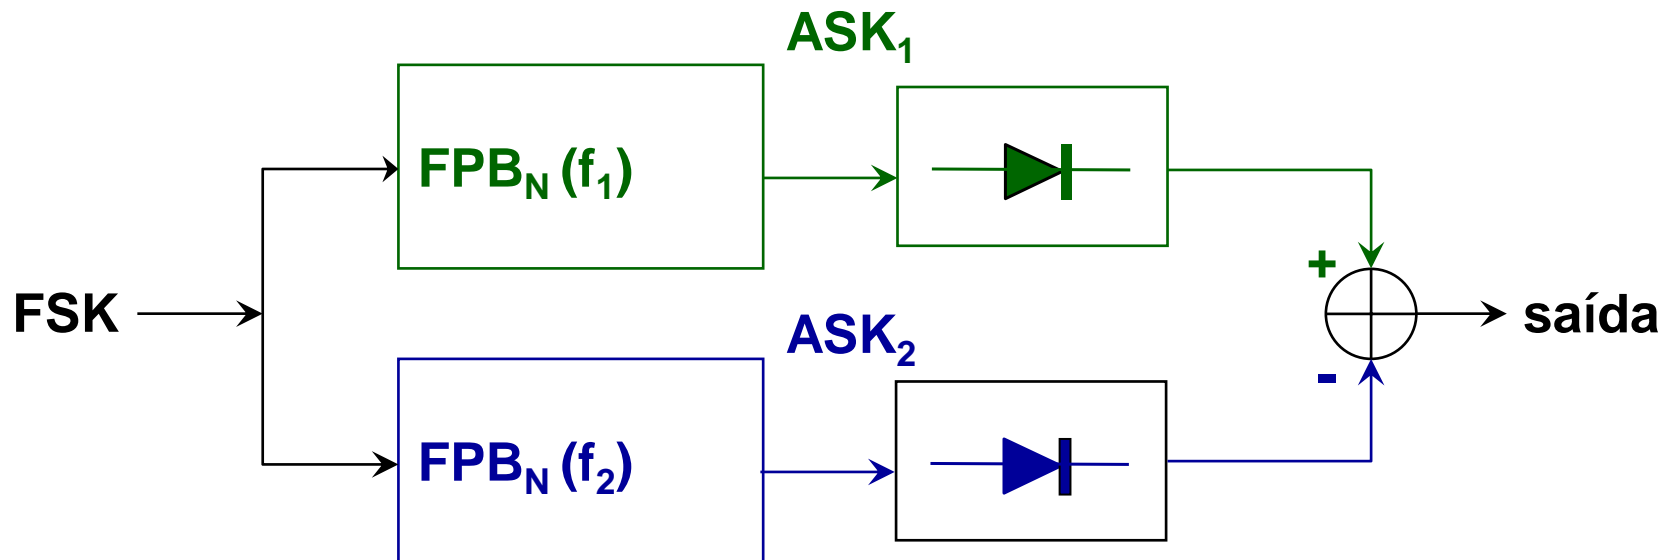 ASK₁
FPBN (f₁)
+
FSK
saída
ASK₂
-
FPBN (f₂)